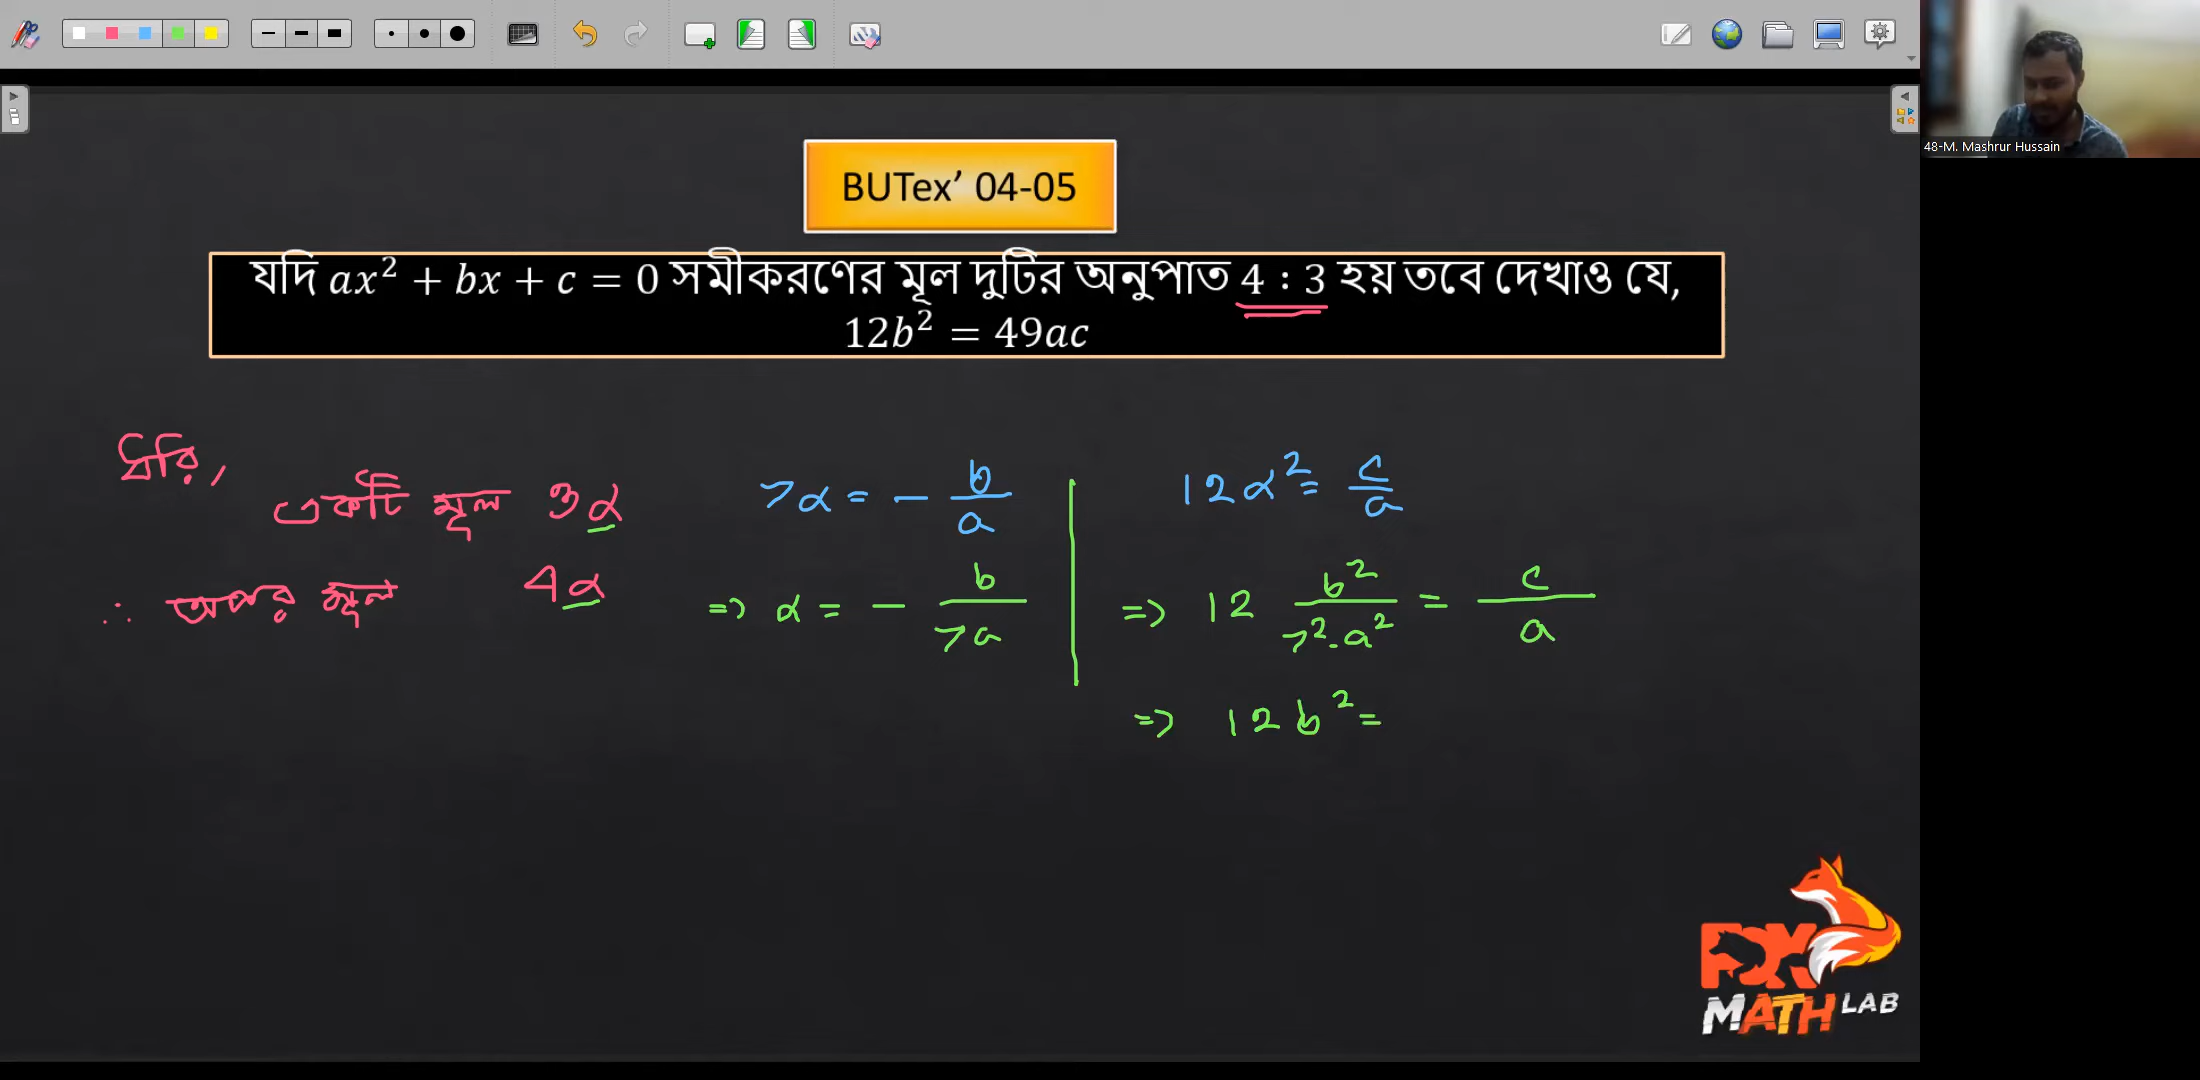 48-M. Mashrur Hussain
BUTex’ 04-05
যদি ax² + bx + c = 0 সমীকরণের মূল দুটির অনুপাত 4 : 3 হয় তবে দেখাও যে,
12b² = 49ac
ধরি,
একটি মূল 3α
∴ অপর মূল 4α
7α = - b/a
=> α = - b/7a
12α² = c/a
=> 12 b²/7².a² = c/a
=> 12b² =
FOX
MATH LAB